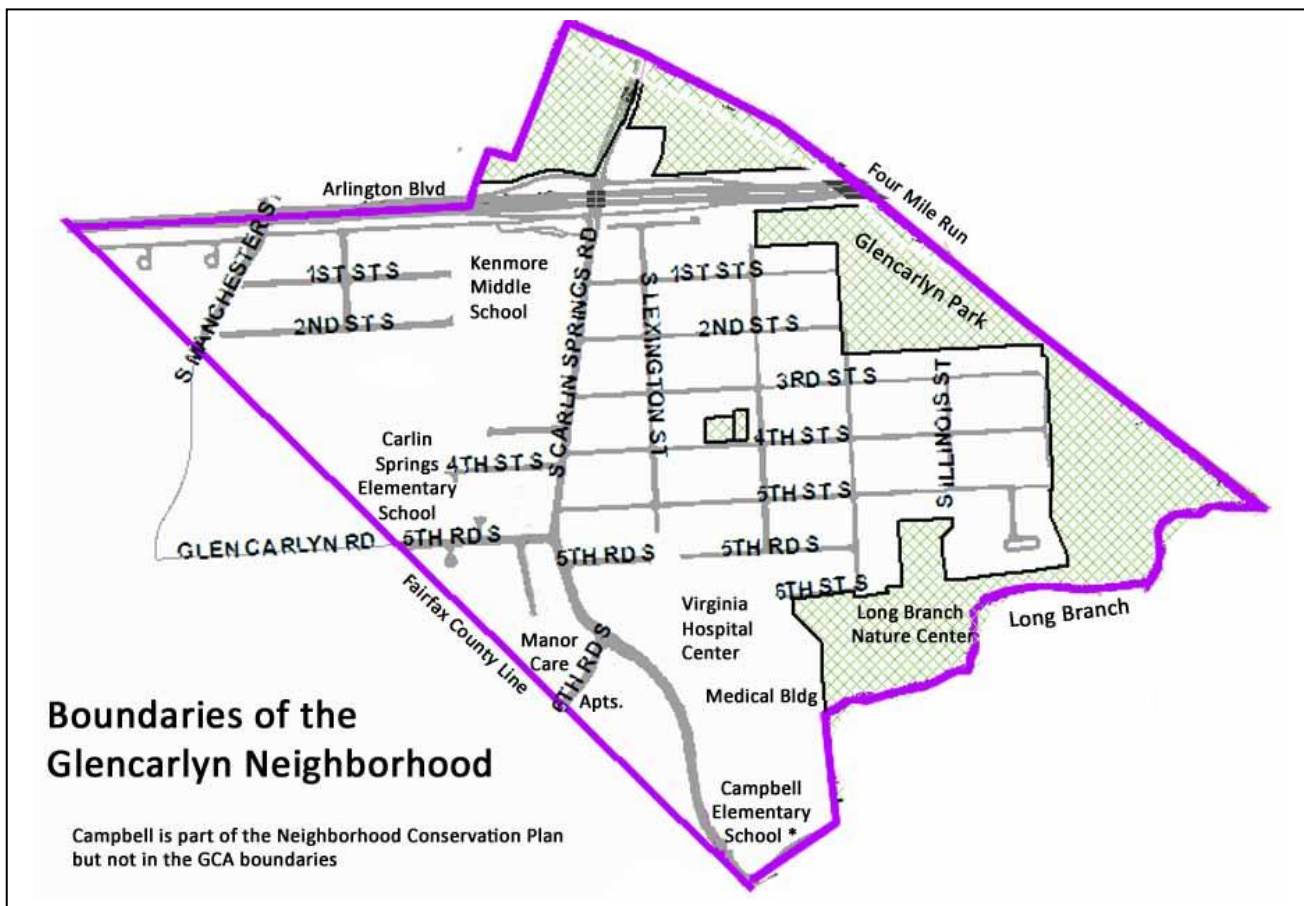 Arlington Blvd
Four Mile Run
Glencarlyn Park
S MANCHESTER S
1ST ST S
2ND ST S
Kenmore
Middle
School
S CARLIN SPRINGS RD
S LEXINGTON ST
1ST ST S
2ND ST S
3RD ST S
S ILLINOIS ST
4TH ST S
5TH ST S
Carlin
Springs
Elementary
School
4TH ST S
GLEN CARLYN RD
5TH RD S
5TH RD S
5TH RD S
6TH ST S
Fairfax County Line
Manor
Care
6TH RD S
Apts.
Virginia
Hospital
Center
Medical Bldg
Long Branch
Nature Center
Long Branch
Campbell
Elementary
School *
Boundaries of the
Glencarlyn Neighborhood
Campbell is part of the Neighborhood Conservation Plan
but not in the GCA boundaries